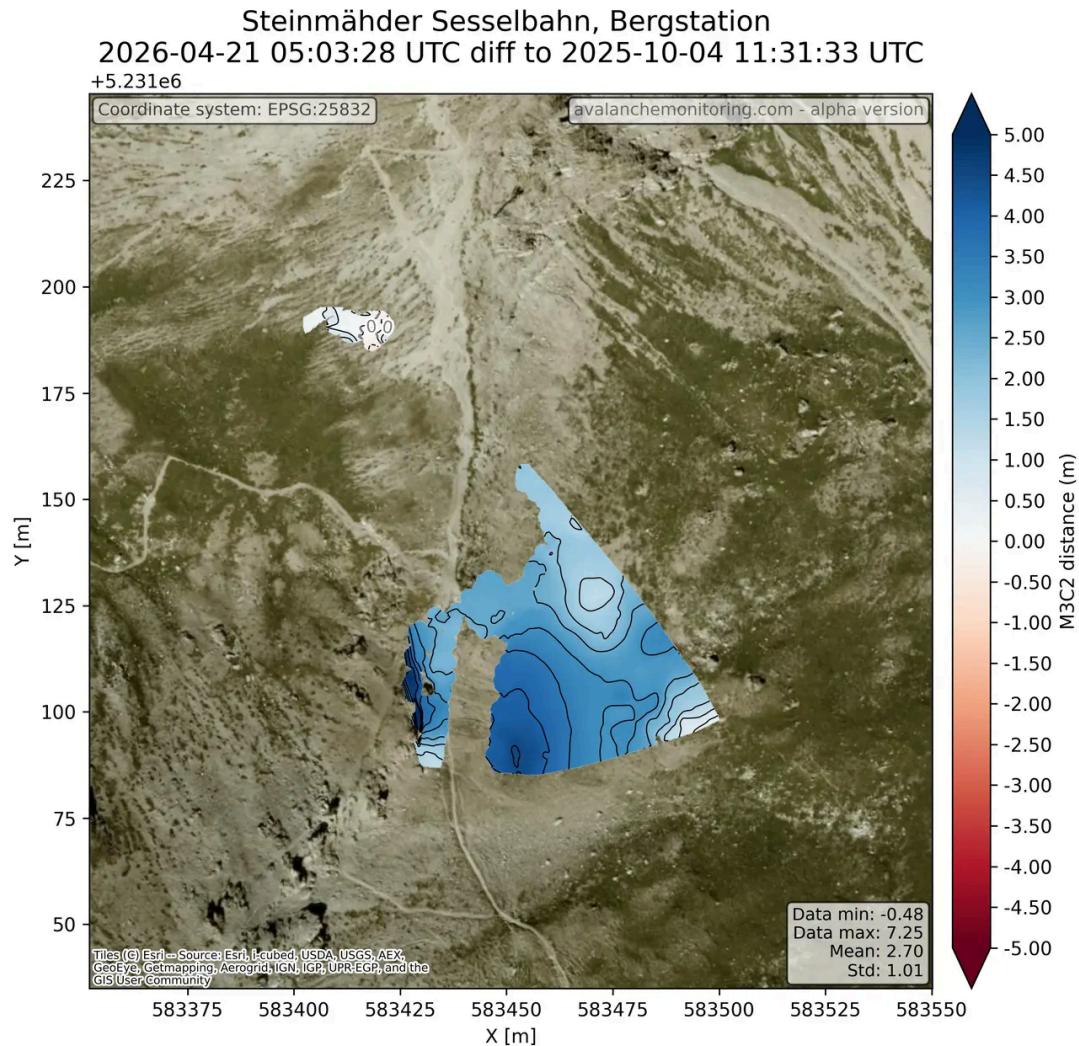 Steinmähder Sesselbahn, Bergstation
2026-04-21 05:03:28 UTC diff to 2025-10-04 11:31:33 UTC
+5.231e6
Coordinate system: EPSG:25832
avalanchemonitoring.com - alpha version
225
200
175
150
125
100
75
50
Y [m]
0.0
Data min: -0.48
Data max: 7.25
Mean: 2.70
Std: 1.01
Tiles (C) Esri -- Source: Esri, i-cubed, USDA, USGS, AEX,
GeoEye, Getmapping, Aerogrid, IGN, IGP, UPR-EGP, and the
GIS User Community
583375 583400 583425 583450 583475 583500 583525 583550
X [m]
5.00
4.50
4.00
3.50
3.00
2.50
2.00
1.50
1.00
0.50
0.00
-0.50
-1.00
-1.50
-2.00
-2.50
-3.00
-3.50
-4.00
-4.50
-5.00
M3C2 distance (m)